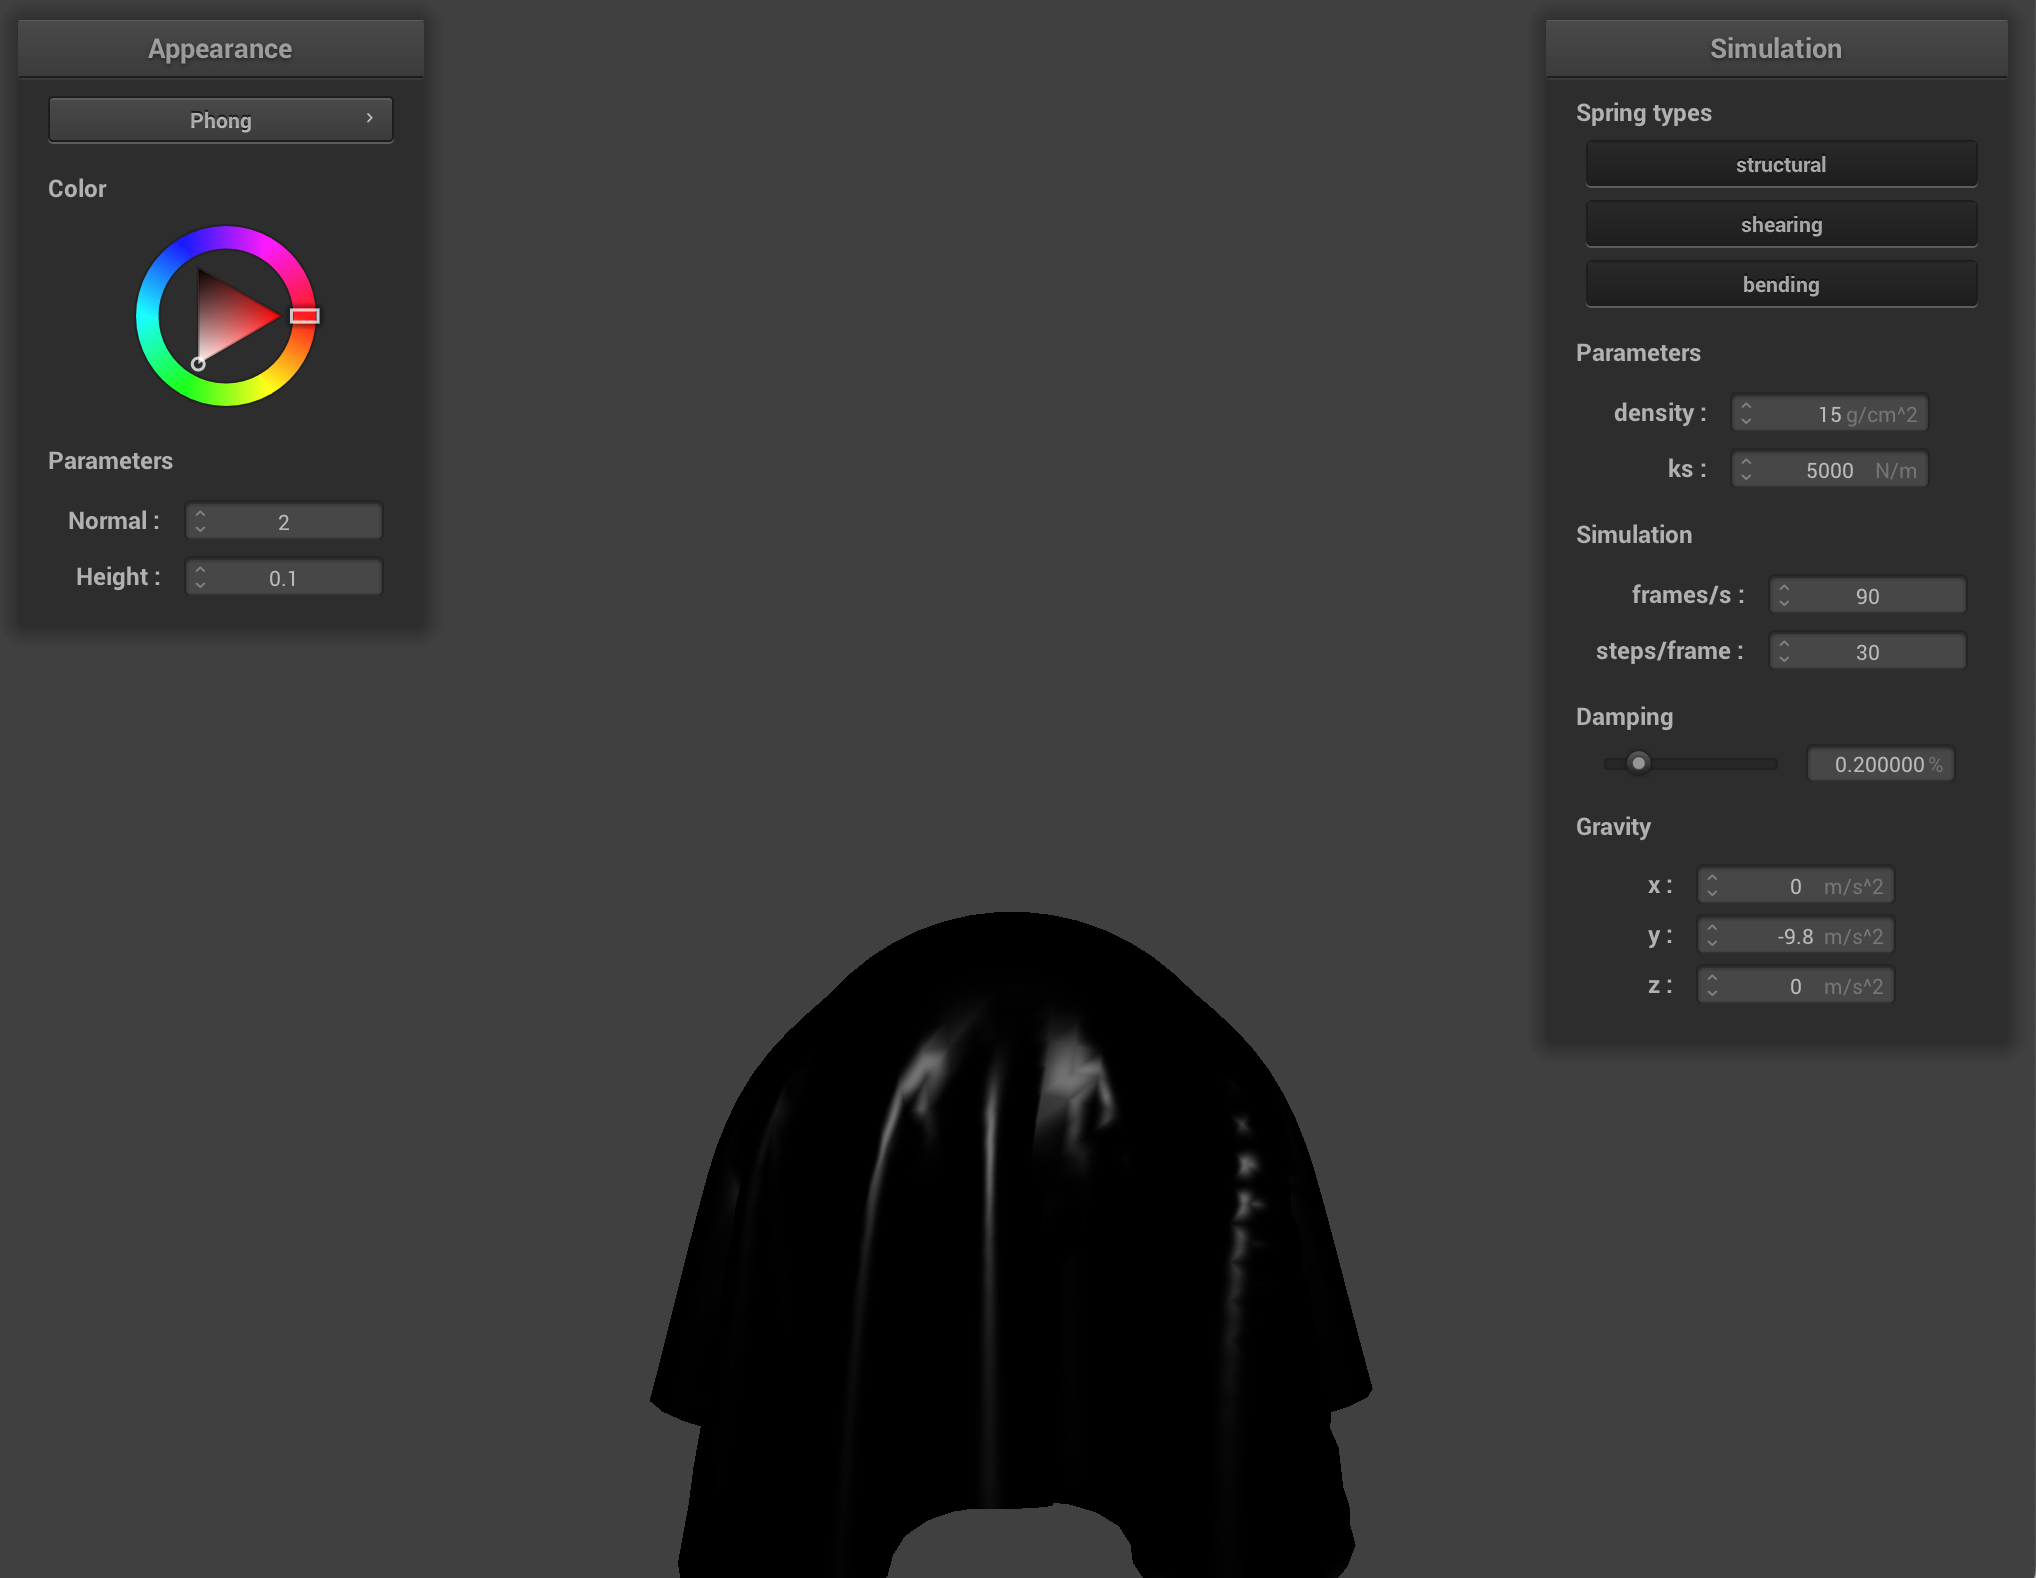 Appearance
Phong
Color
Parameters
Normal : 2
Height : 0.1
Simulation
Spring types
structural
shearing
bending
Parameters
density : 15 g/cm^2
ks : 5000 N/m
Simulation
frames/s : 90
steps/frame : 30
Damping
0.200000 %
Gravity
x : 0 m/s^2
y : -9.8 m/s^2
z : 0 m/s^2